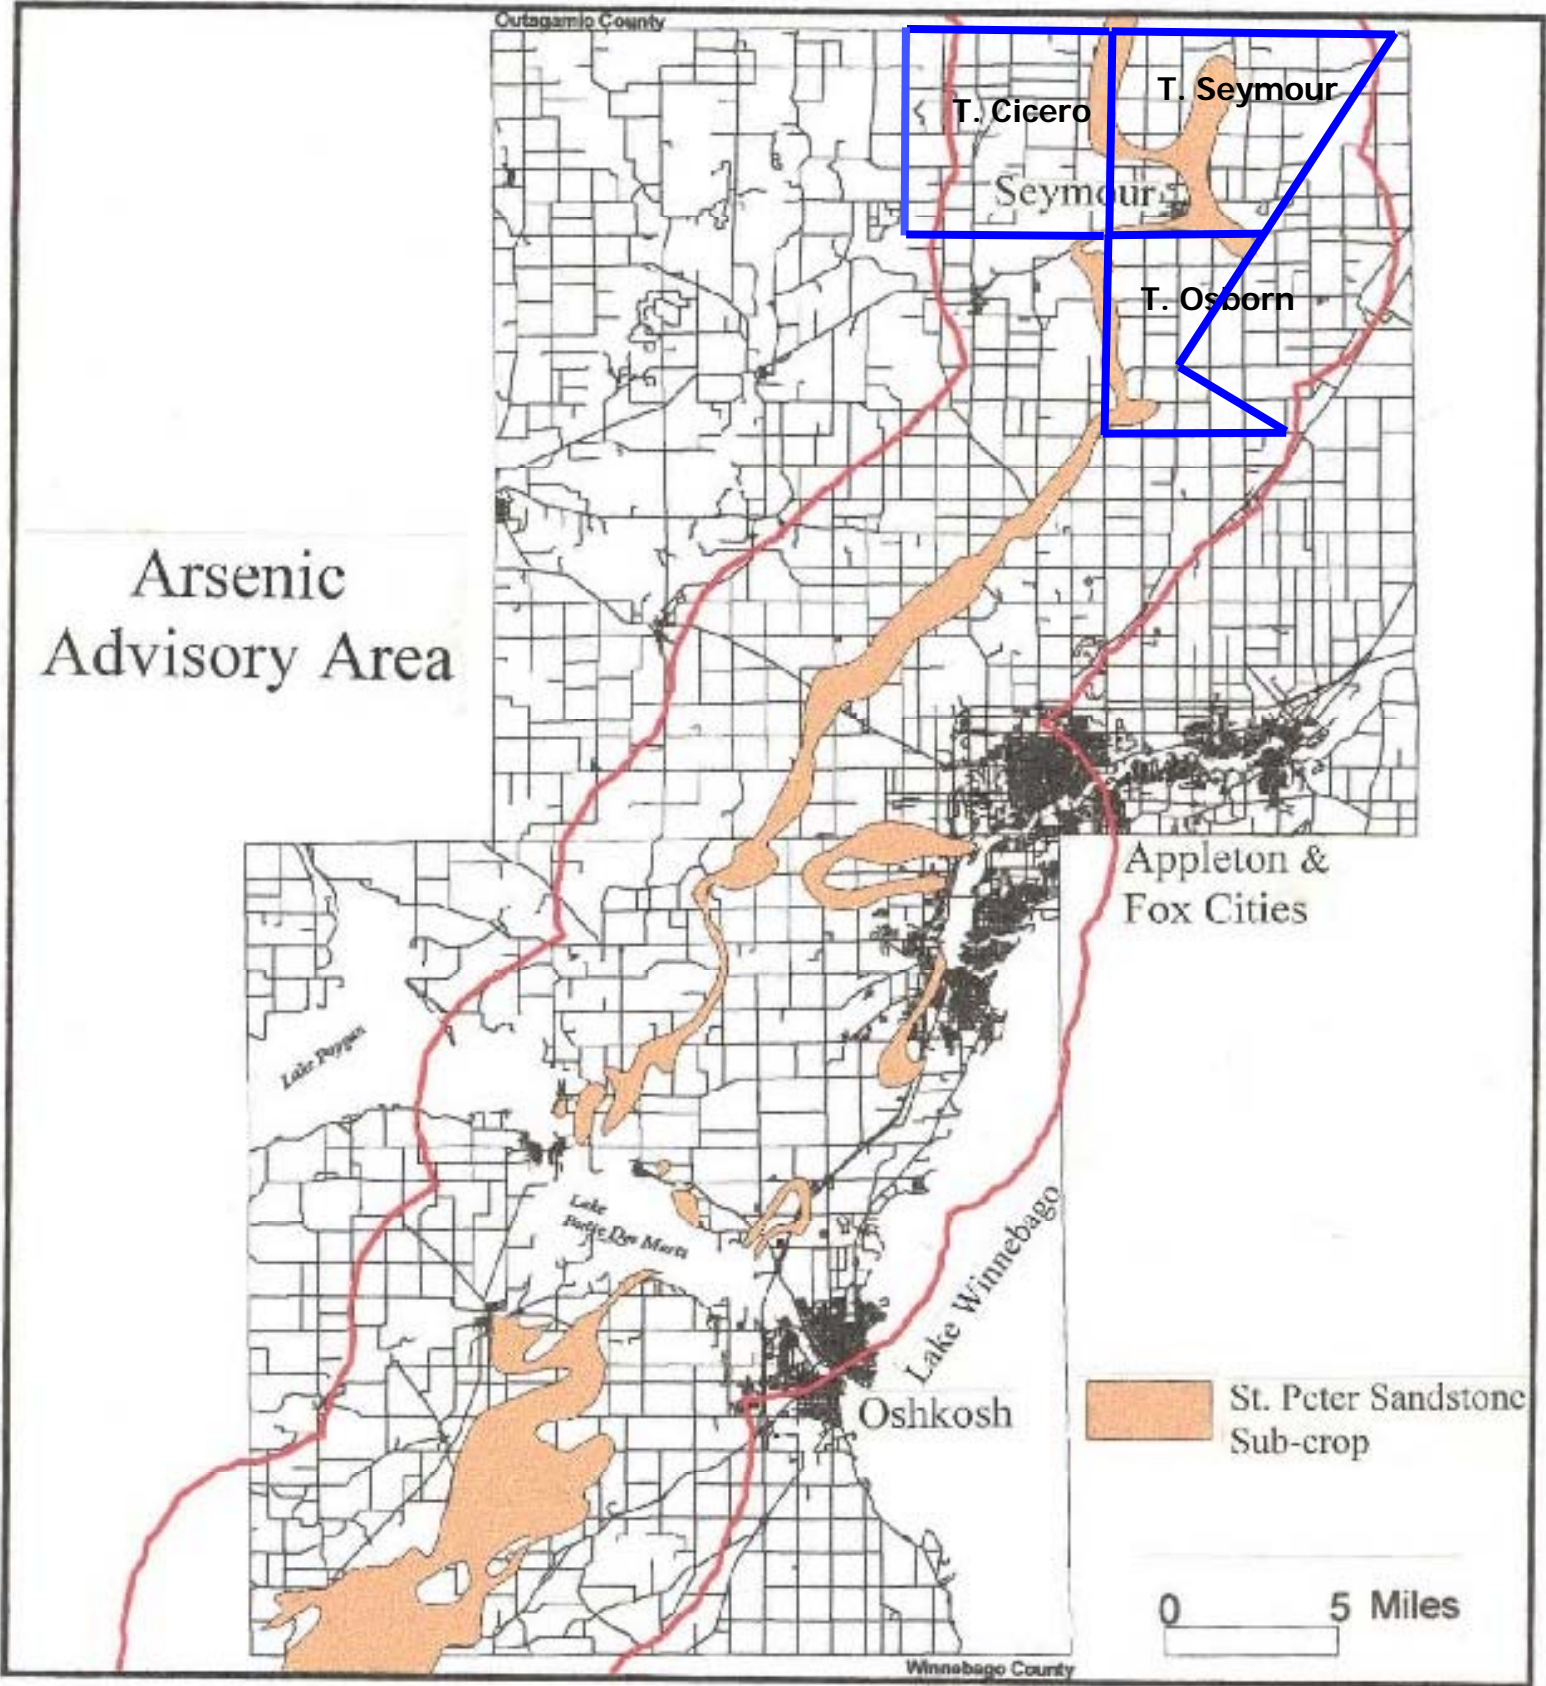 Outagamie County
T. Seymour
T. Cicero
Seymour
T. Osborn
Arsenic
Advisory Area
Appleton &
Fox Cities
Lake Poygan
Lake
Butte Des Morts
Lake Winnebago
Oshkosh
St. Peter Sandstone
Sub-crop
0 5 Miles
Winnebago County